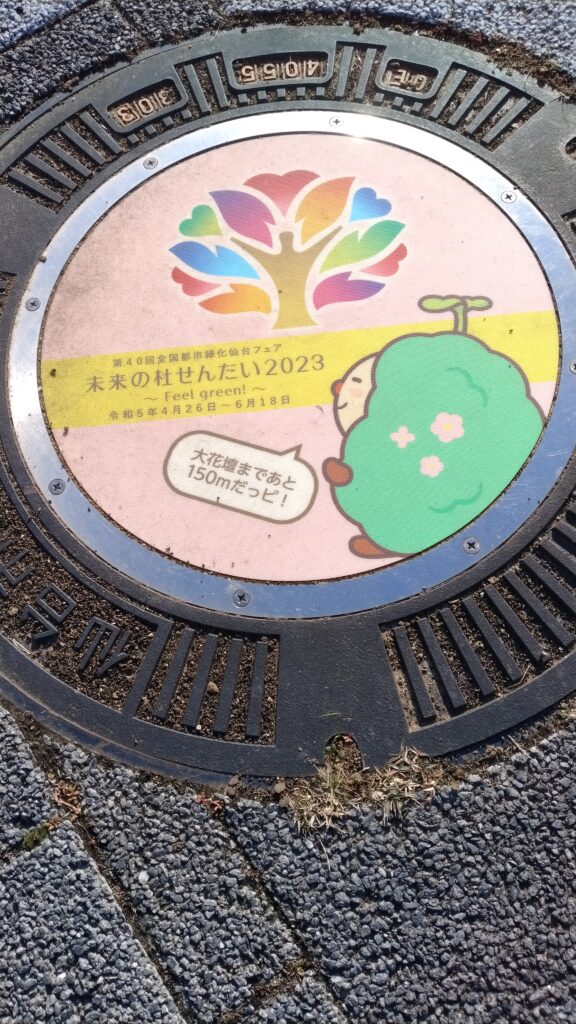 第40回全国都市緑化仙台フェア
未来の杜せんだい2023
～ Feel green! ～
令和5年4月26日～6月18日
大花壇まであと
150mだっピ！